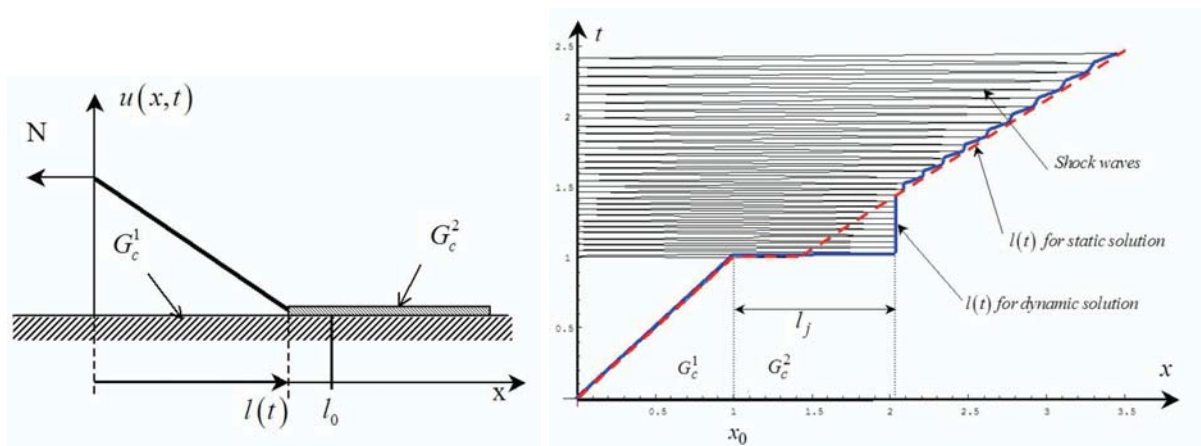 u(x,t)
N
G_c^1
G_c^2
l(t)
l_0
x
t
2.5
2
1.5
1
0.5
Shock waves
l(t) for static solution
l(t) for dynamic solution
l_j
G_c^1
G_c^2
x
0.5
1
1.5
2
2.5
3
3.5
x_0